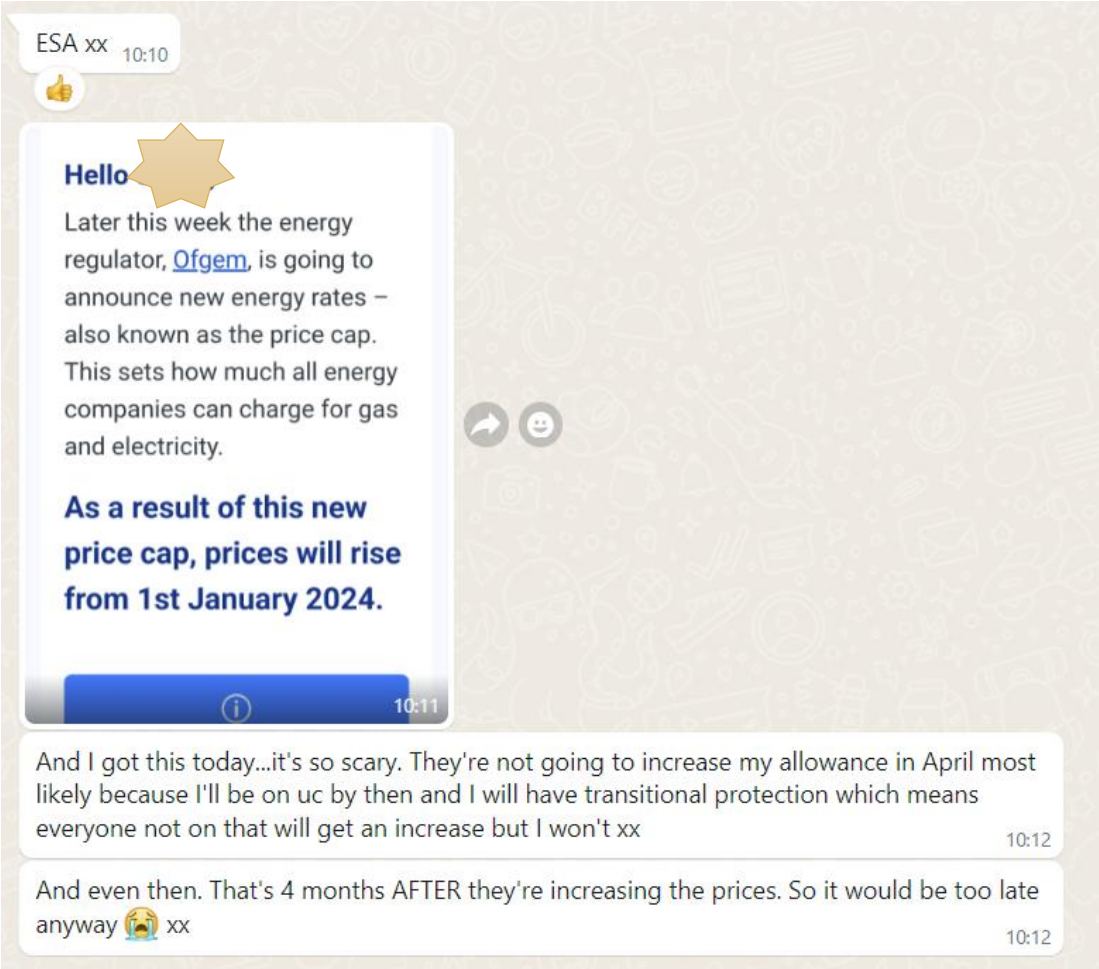 ESA xx 10:10
Hello
Later this week the energy
regulator, Ofgem, is going to
announce new energy rates –
also known as the price cap.
This sets how much all energy
companies can charge for gas
and electricity.
As a result of this new
price cap, prices will rise
from 1st January 2024.
10:11
And I got this today...it's so scary. They're not going to increase my allowance in April most
likely because I'll be on uc by then and I will have transitional protection which means
everyone not on that will get an increase but I won't xx
10:12
And even then. That's 4 months AFTER they're increasing the prices. So it would be too late
anyway 😭 xx
10:12